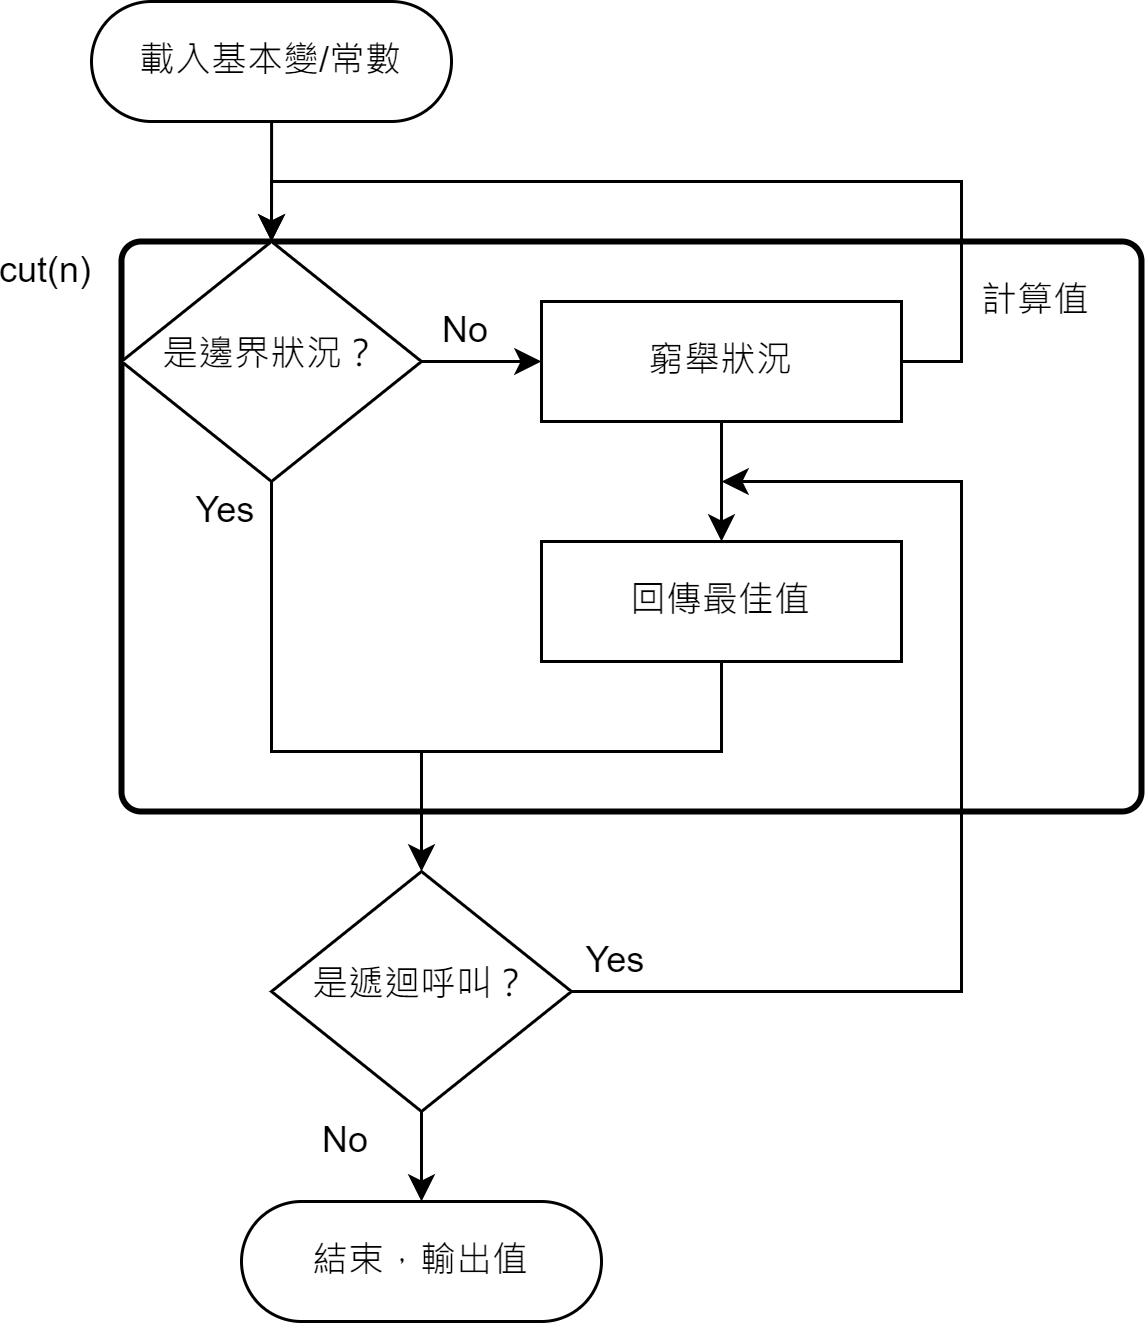 載入基本變/常數
cut(n)
計算值
No
是邊界狀況？
窮舉狀況
Yes
回傳最佳值
Yes
是遞迴呼叫？
No
結束，輸出值